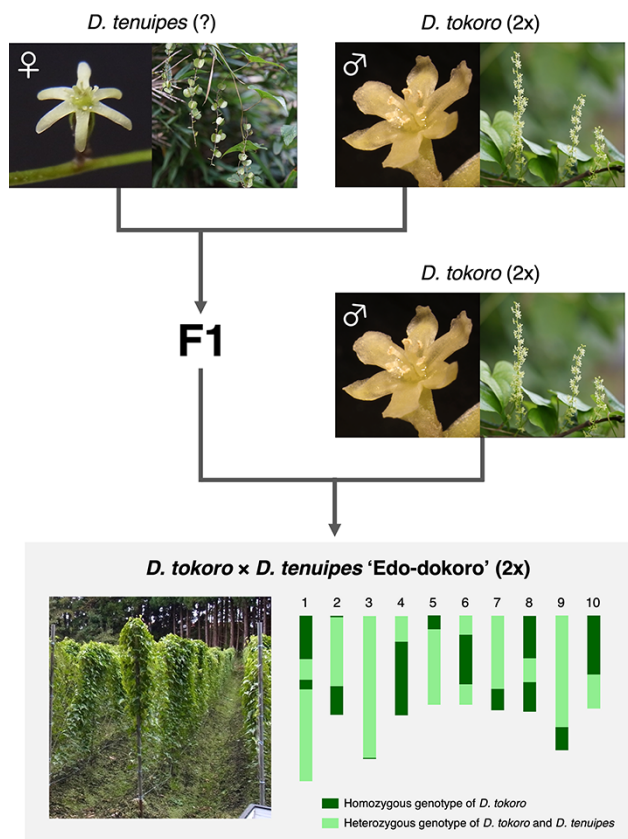 D. tenuipes (?)
D. tokoro (2x)
♀
♂
D. tokoro (2x)
♂
F1
D. tokoro × D. tenuipes ‘Edo-dokoro’ (2x)
1 2 3 4 5 6 7 8 9 10
Homozygous genotype of D. tokoro
Heterozygous genotype of D. tokoro and D. tenuipes